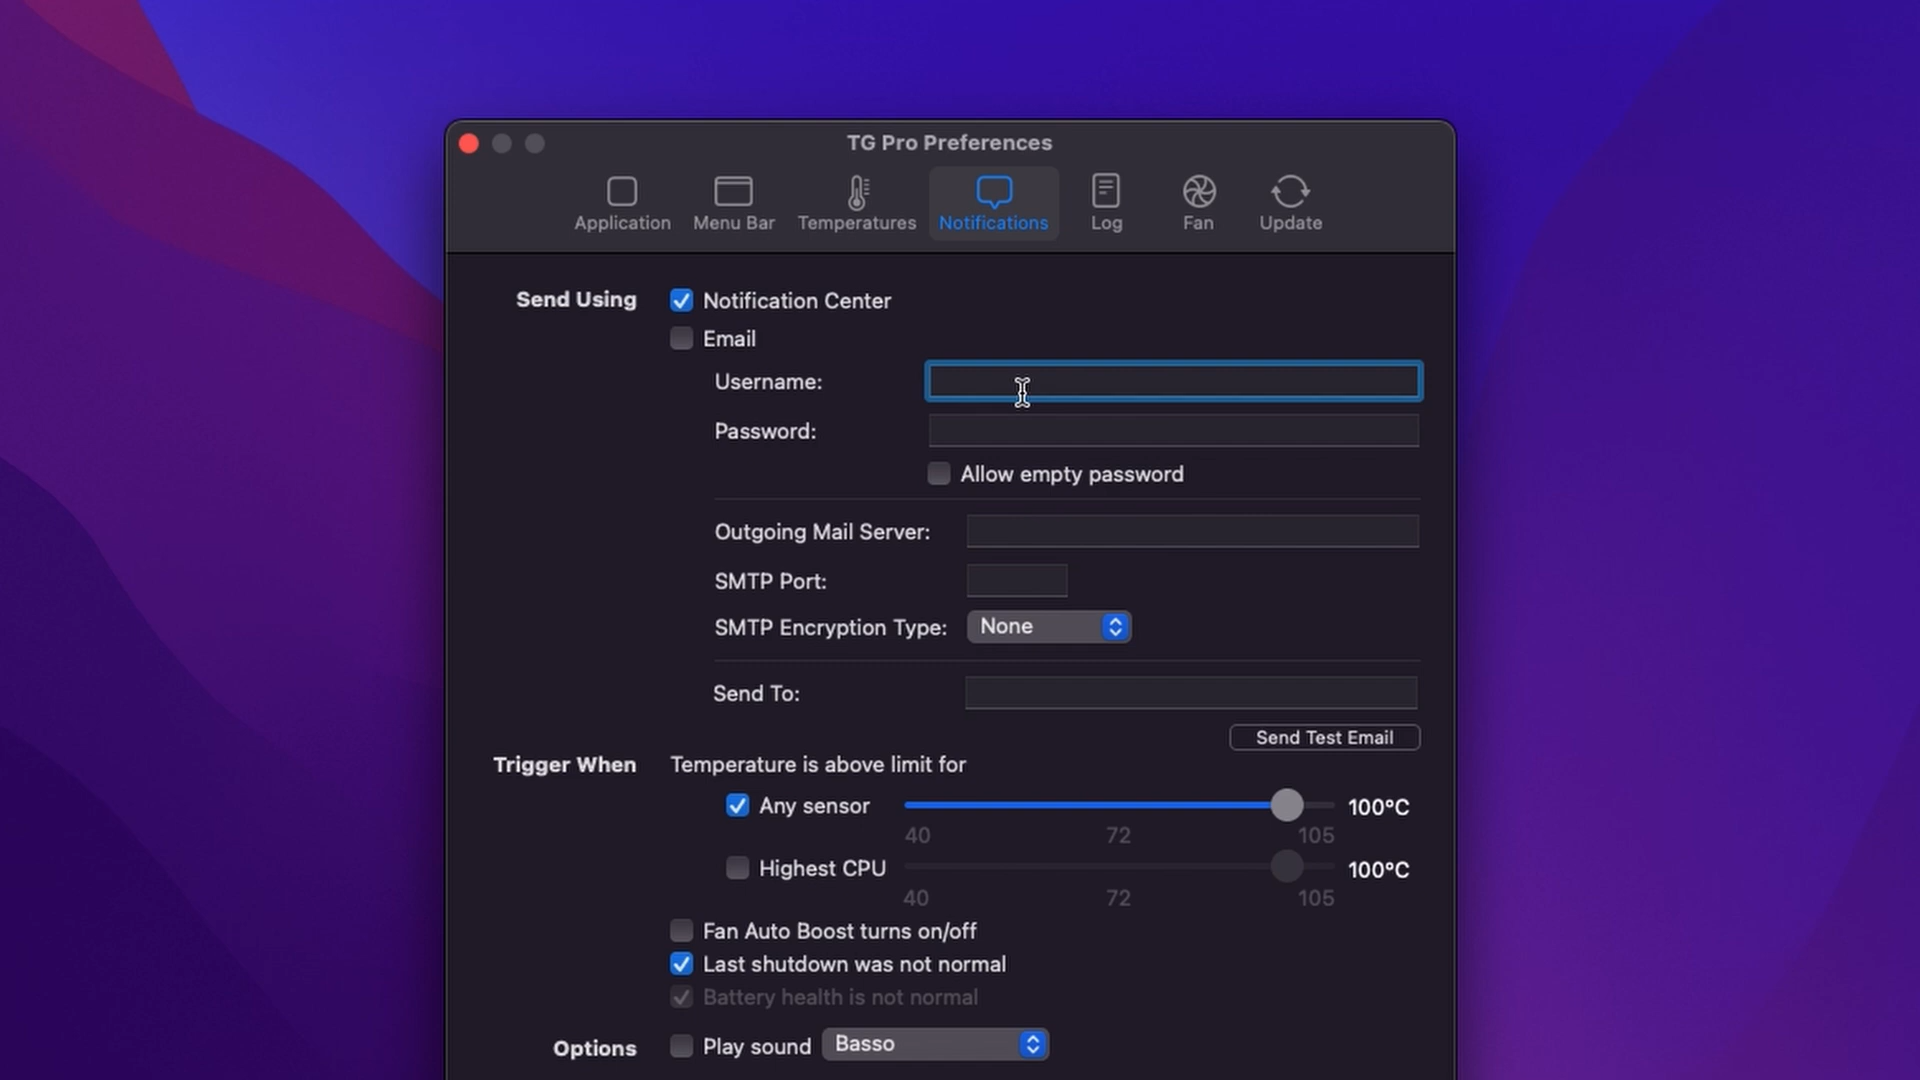 TG Pro Preferences
Application Menu Bar Temperatures Notifications Log Fan Update
Send Using Notification Center
Email
Username:
Password:
Allow empty password
Outgoing Mail Server:
SMTP Port:
SMTP Encryption Type: None
Send To:
Send Test Email
Trigger When Temperature is above limit for
Any sensor 100°C
40 72 105
Highest CPU 100°C
40 72 105
Fan Auto Boost turns on/off
Last shutdown was not normal
Battery health is not normal
Options Play sound Basso